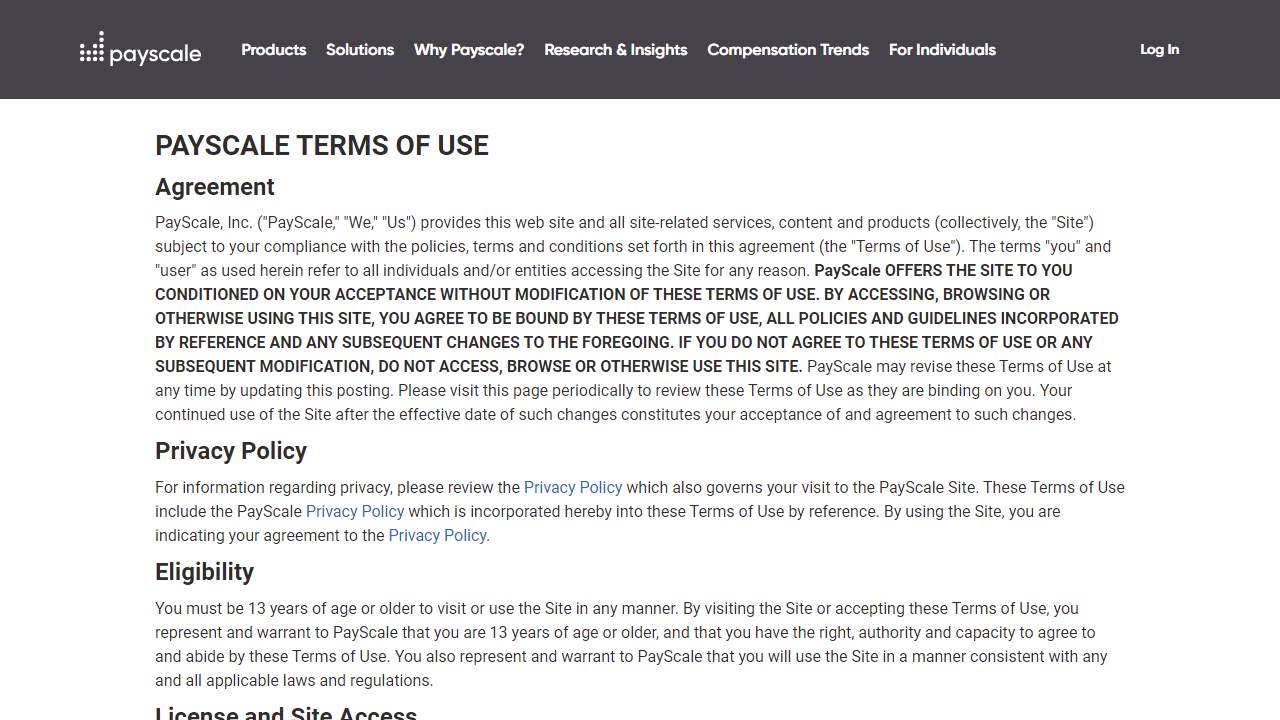 payscale
Products Solutions Why Payscale? Research & Insights Compensation Trends For Individuals Log In
PAYSCALE TERMS OF USE
Agreement
PayScale, Inc. ("PayScale," "We," "Us") provides this web site and all site-related services, content and products (collectively, the "Site")
subject to your compliance with the policies, terms and conditions set forth in this agreement (the "Terms of Use"). The terms "you" and
"user" as used herein refer to all individuals and/or entities accessing the Site for any reason. PayScale OFFERS THE SITE TO YOU
CONDITIONED ON YOUR ACCEPTANCE WITHOUT MODIFICATION OF THESE TERMS OF USE. BY ACCESSING, BROWSING OR
OTHERWISE USING THIS SITE, YOU AGREE TO BE BOUND BY THESE TERMS OF USE, ALL POLICIES AND GUIDELINES INCORPORATED
BY REFERENCE AND ANY SUBSEQUENT CHANGES TO THE FOREGOING. IF YOU DO NOT AGREE TO THESE TERMS OF USE OR ANY
SUBSEQUENT MODIFICATION, DO NOT ACCESS, BROWSE OR OTHERWISE USE THIS SITE. PayScale may revise these Terms of Use at
any time by updating this posting. Please visit this page periodically to review these Terms of Use as they are binding on you. Your
continued use of the Site after the effective date of such changes constitutes your acceptance of and agreement to such changes.
Privacy Policy
For information regarding privacy, please review the Privacy Policy which also governs your visit to the PayScale Site. These Terms of Use
include the PayScale Privacy Policy which is incorporated hereby into these Terms of Use by reference. By using the Site, you are
indicating your agreement to the Privacy Policy.
Eligibility
You must be 13 years of age or older to visit or use the Site in any manner. By visiting the Site or accepting these Terms of Use, you
represent and warrant to PayScale that you are 13 years of age or older, and that you have the right, authority and capacity to agree to
and abide by these Terms of Use. You also represent and warrant to PayScale that you will use the Site in a manner consistent with any
and all applicable laws and regulations.
License and Site Access